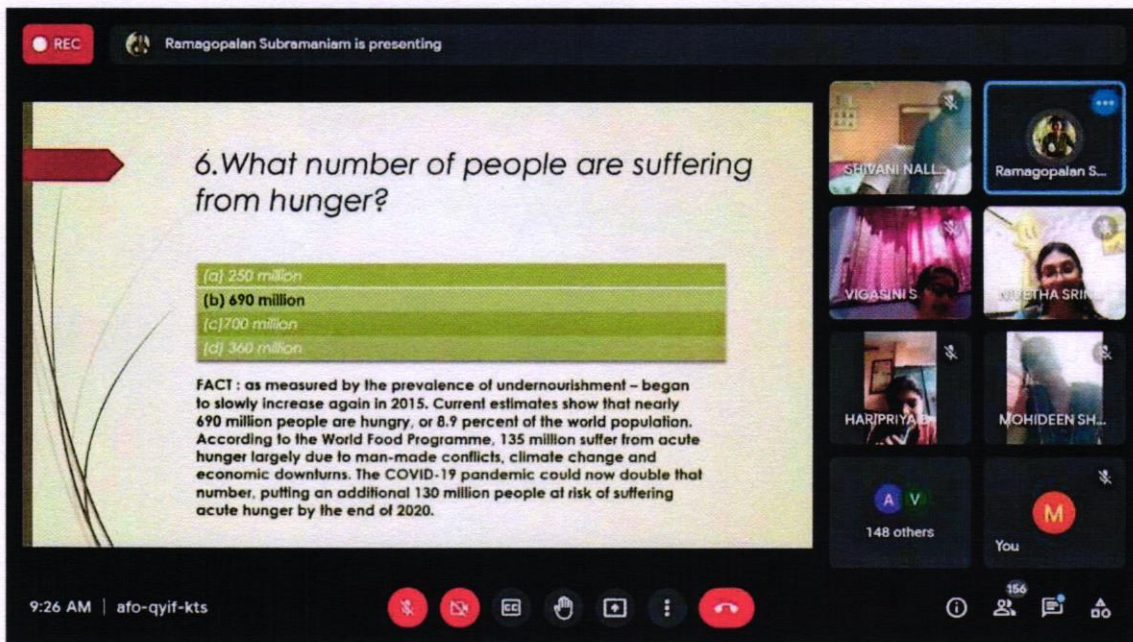 REC
Ramagopalan Subramaniam is presenting
6.What number of people are suffering
from hunger?
(a) 250 million
(b) 690 million
(c)700 million
(d) 360 million
FACT : as measured by the prevalence of undernourishment – began
to slowly increase again in 2015. Current estimates show that nearly
690 million people are hungry, or 8.9 percent of the world population.
According to the World Food Programme, 135 million suffer from acute
hunger largely due to man-made conflicts, climate change and
economic downturns. The COVID-19 pandemic could now double that
number, putting an additional 130 million people at risk of suffering
acute hunger by the end of 2020.
SHIVANI NALL...
Ramagopalan S...
VIGASINI S
SRIN...
HARIPRIYA
MOHIDEEN SH...
A V
148 others
M
You
9:26 AM | afo-qyif-kts
CC
156